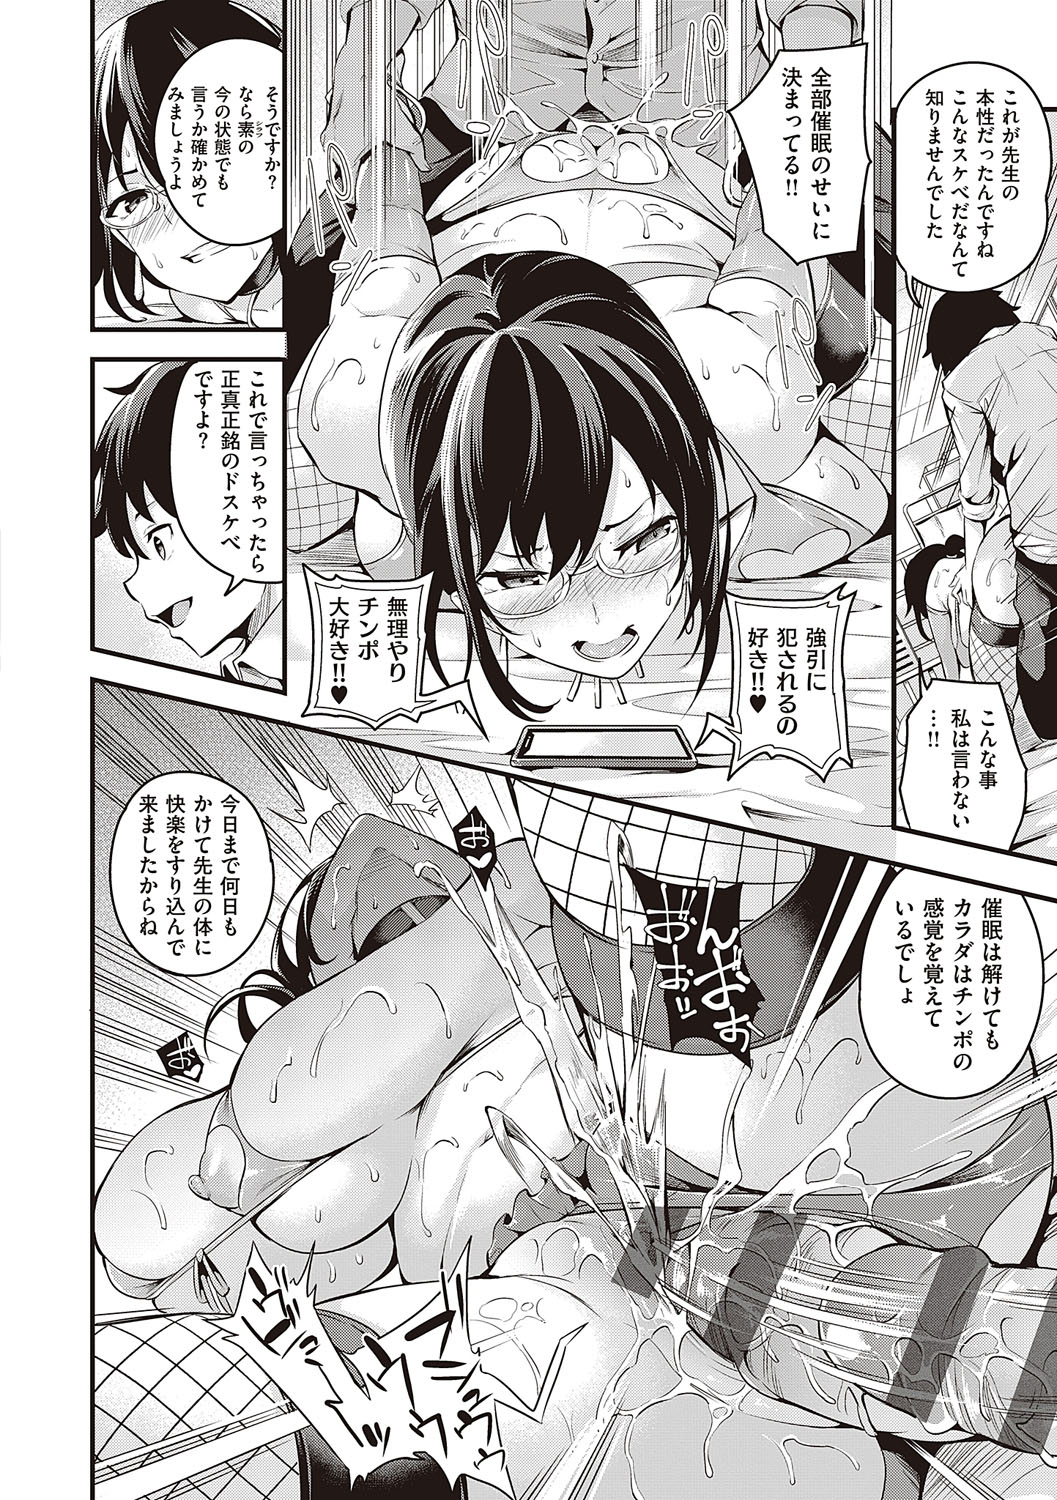 これが先生の
本性だったんですね
こんなスケベだなんて
知りませんでした
こんな事
私は言わない
…!!
全部催眠のせいに
決まってる!!
強引に
犯されるの
好き!!♥
無理やり
チンポ
大好き!!♥
そうですか?
なら素の
シラフ
今の状態でも
言うか確かめて
みましょうよ
これで言っちゃったら
正真正銘のドスケベ
ですよ?
催眠は解けても
カラダはチンポの
感覚を覚えて
いるでしょ
んおぉ
おぉ!!
お♥
お♥
今日まで何日も
かけて先生の体に
快楽をすり込んで
来ましたからね